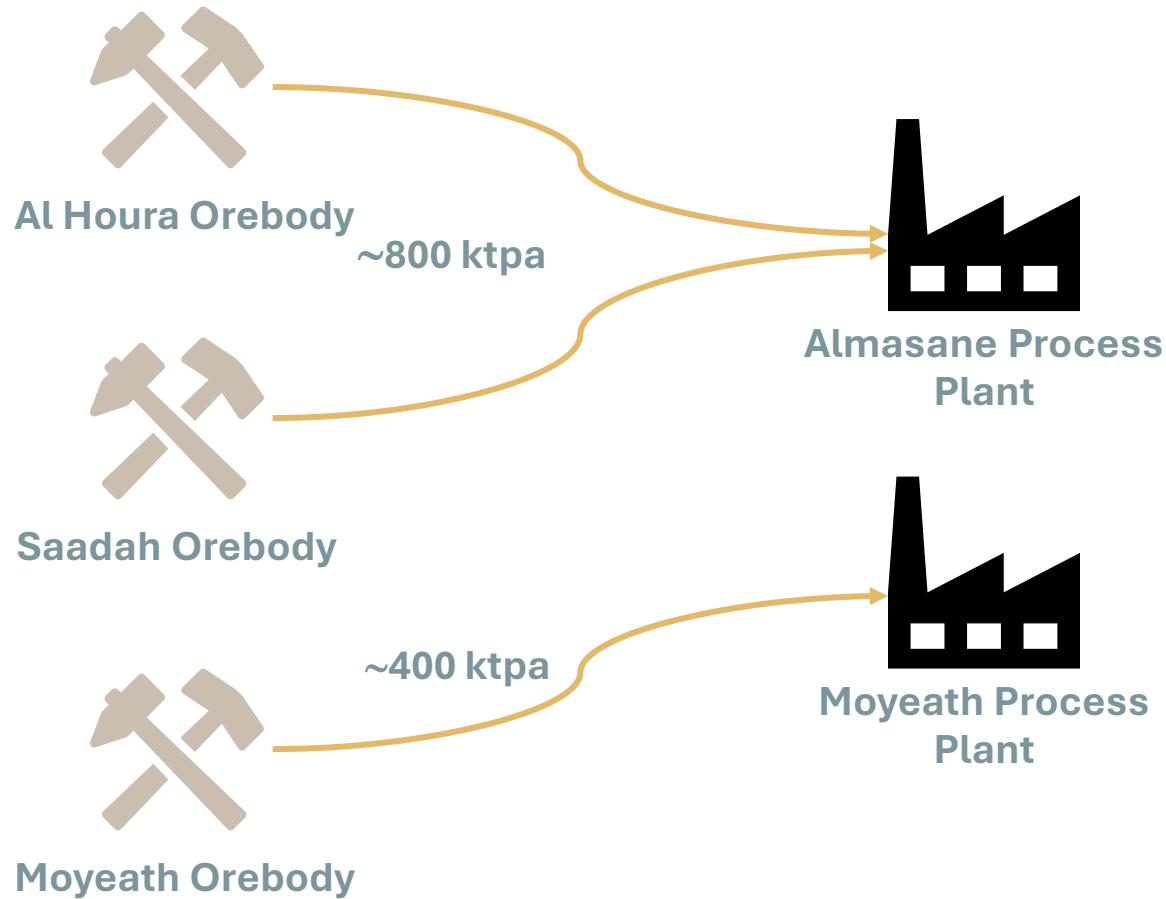 Al Houra Orebody
~800 ktpa
Almasane Process
Plant
Saadah Orebody
~400 ktpa
Moyeath Process
Plant
Moyeath Orebody